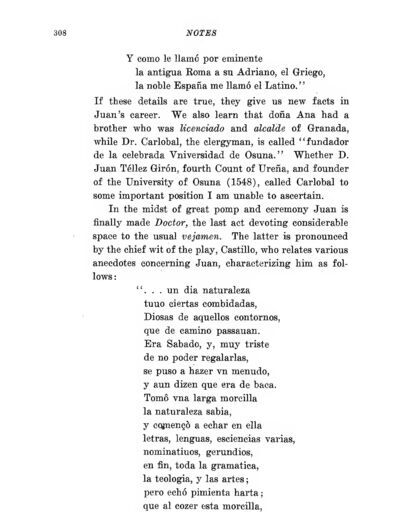 308 NOTES
Y como le llamó por eminente
la antigua Roma a su Adriano, el Griego,
la noble España me llamó el Latino."
If these details are true, they give us new facts in
Juan's career. We also learn that doña Ana had a
brother who was licenciado and alcalde of Granada,
while Dr. Carlobal, the clergyman, is called "fundador
de la celebrada Vniversidad de Osuna." Whether D.
Juan Téllez Girón, fourth Count of Ureña, and founder
of the University of Osuna (1548), called Carlobal to
some important position I am unable to ascertain.
In the midst of great pomp and ceremony Juan is
finally made Doctor, the last act devoting considerable
space to the usual vejamen. The latter is pronounced
by the chief wit of the play, Castillo, who relates various
anecdotes concerning Juan, characterizing him as fol-
lows:
". . . un dia naturaleza
tuuo ciertas combidadas,
Diosas de aquellos contornos,
que de camino passauan.
Era Sabado, y, muy triste
de no poder regalarlas,
se puso a hazer vn menudo,
y aun dizen que era de baca.
Tomó vna larga morcilla
la naturaleza sabia,
y començò a echar en ella
letras, lenguas, esciencias varias,
nominatiuos, gerundios,
en fin, toda la gramatica,
la teologia, y las artes;
pero echó pimienta harta;
que al cozer esta morcilla,